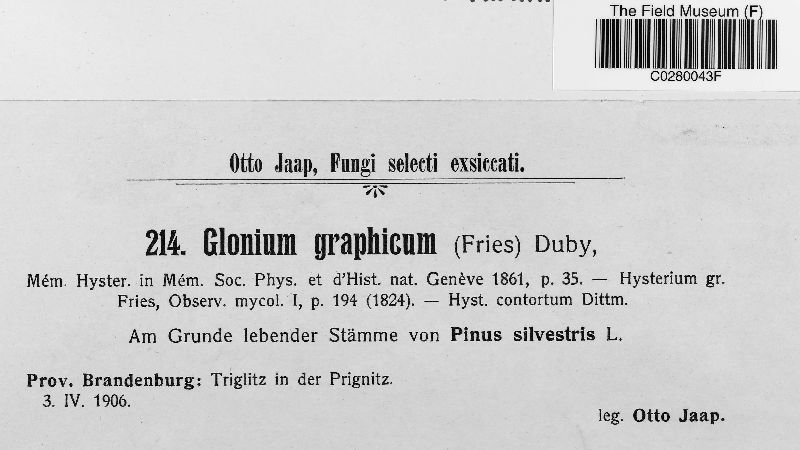 The Field Museum (F)
C0280043F
Otto Jaap, Fungi selecti exsiccati.
214. Glonium graphicum (Fries) Duby,
Mém. Hyster. in Mém. Soc. Phys. et d'Hist. nat. Genève 1861, p. 35. — Hysterium gr.
Fries, Observ. mycol. I, p. 194 (1824). — Hyst. contortum Dittm.
Am Grunde lebender Stämme von Pinus silvestris L.
Prov. Brandenburg: Triglitz in der Prignitz.
3. IV. 1906.
leg. Otto Jaap.